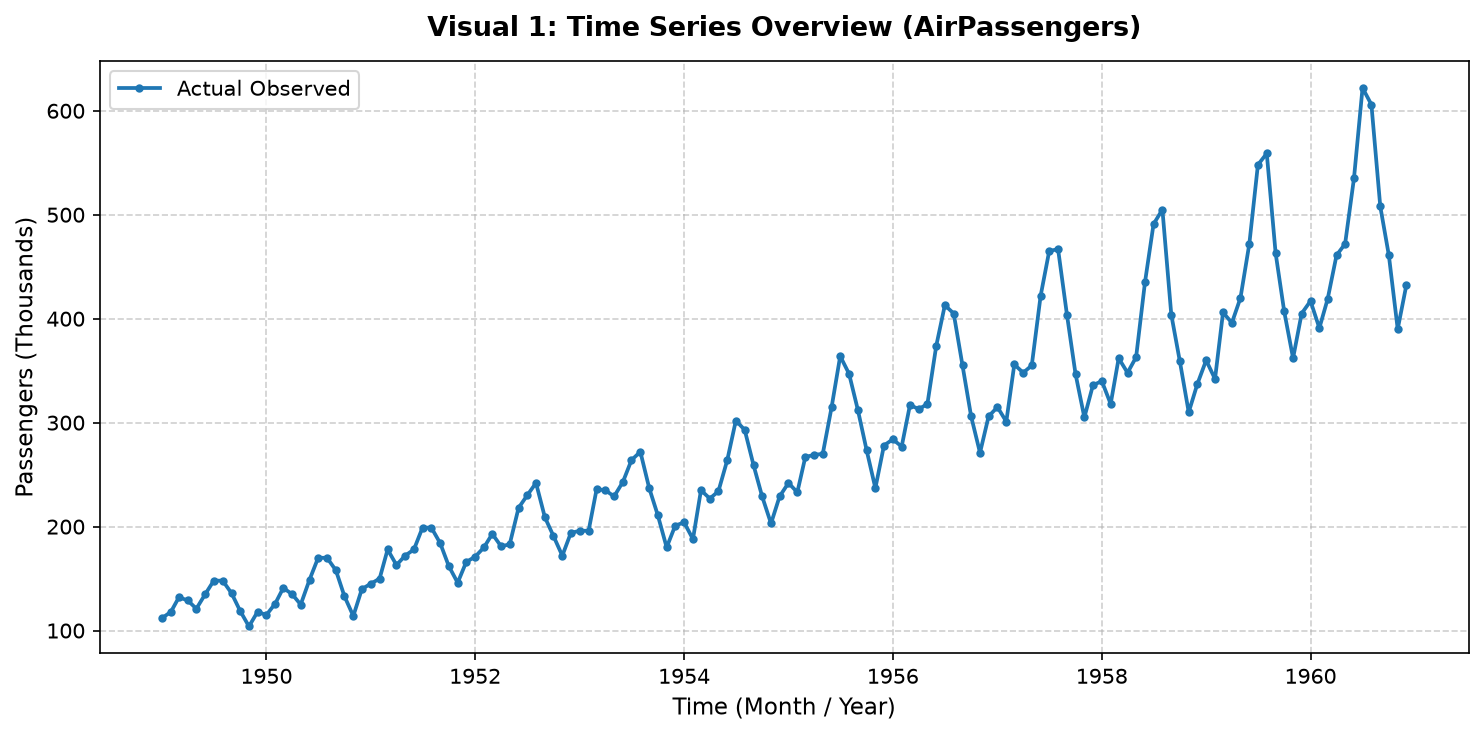 Visual 1: Time Series Overview (AirPassengers)
Actual Observed
Passengers (Thousands)
600
500
400
300
200
100
1950 1952 1954 1956 1958 1960
Time (Month / Year)